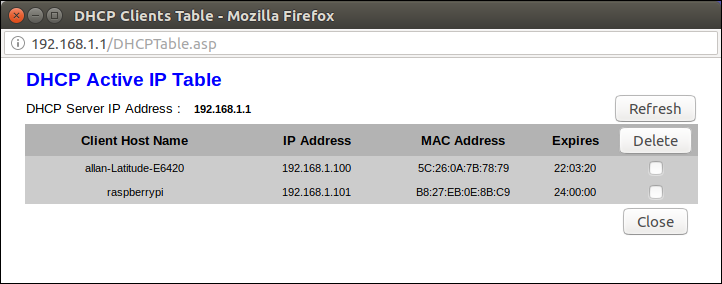 DHCP Clients Table - Mozilla Firefox
192.168.1.1/DHCPTable.asp
DHCP Active IP Table
DHCP Server IP Address : 192.168.1.1 Refresh
Client Host Name IP Address MAC Address Expires Delete
allan-Latitude-E6420 192.168.1.100 5C:26:0A:7B:78:79 22:03:20
raspberrypi 192.168.1.101 B8:27:EB:0E:8B:C9 24:00:00
Close